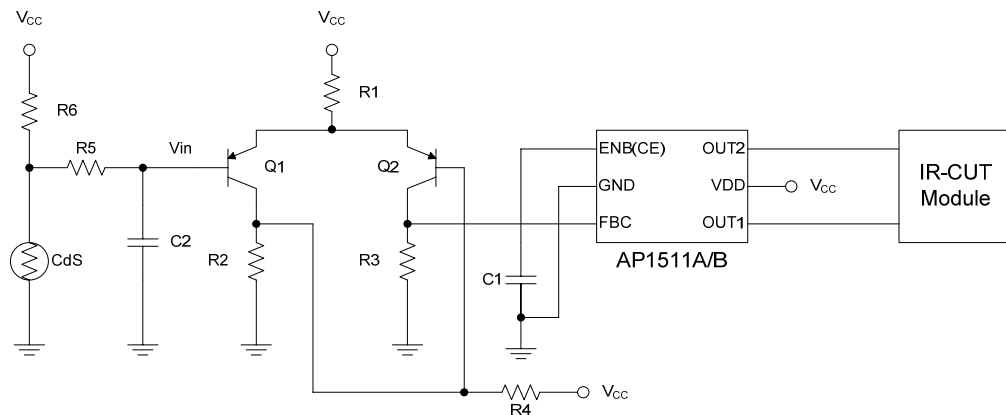 VCC
VCC
R6
R1
R5
Vin
Q1
Q2
ENB(CE)
OUT2
GND
VDD
VCC
FBC
OUT1
IR-CUT
Module
CdS
C2
R2
R3
C1
AP1511A/B
R4
VCC